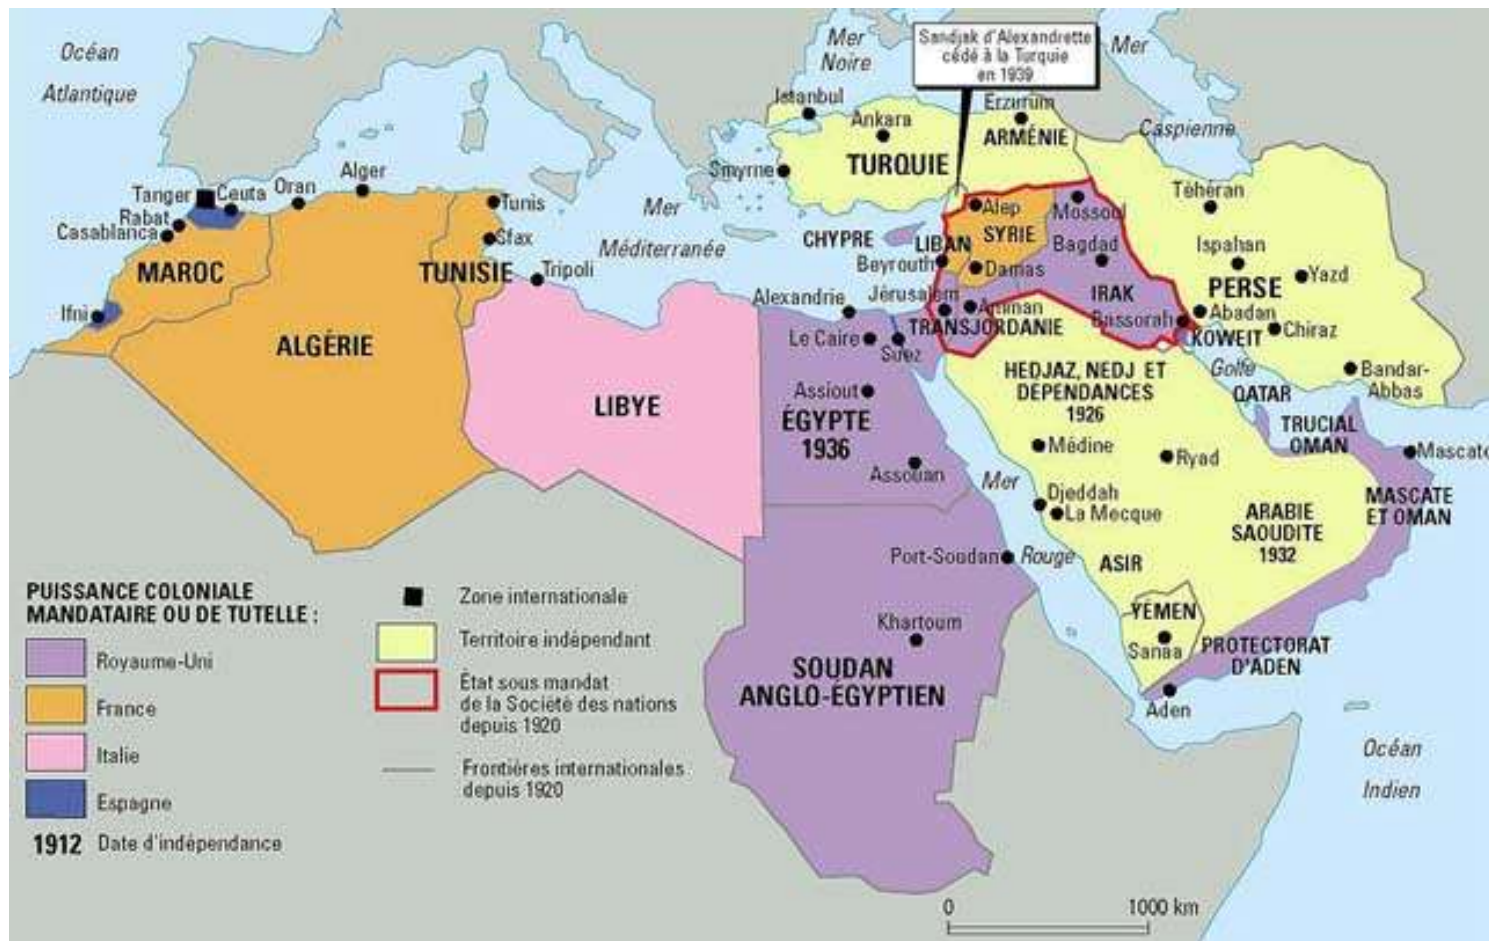 Océan
Atlantique
Mer
Noire
Sandjak d'Alexandrette
cédé à la Turquie
en 1939
Mer
Caspienne
Istanbul
Ankara
Erzurum
ARMÉNIE
TURQUIE
Smyrne
Téhéran
Tanger
Ceuta
Oran
Alger
Rabat
Casablanca
Tunis
Sfax
Mer
Méditerranée
CHYPRE
Alep
Mossoul
LIBAN
SYRIE
Bagdad
Ispahan
Beyrouth
Damas
MAROC
TUNISIE
Tripoli
Yazd
PERSE
IRAK
Ifni
Alexandrie
Jérusalem
Amman
Bassorah
Abadan
TRANSJORDANIE
Le Caire
Suez
KOWEIT
Chiraz
ALGÉRIE
Golfe
Bandar-
Abbas
HEDJAZ, NEDJ ET
DÉPENDANCES
1926
QATAR
Assiout
LIBYE
ÉGYPTE
1936
TRUCIAL
OMAN
Médine
Ryad
Mascate
Assouan
Mer
Rouge
Djeddah
La Mecque
MASCATE
ET OMAN
ARABIE
SAOUDITE
1932
Port-Soudan
ASIR
YÉMEN
Sanaa
PROTECTORAT
D'ADEN
Aden
Khartoum
SOUDAN
ANGLO-ÉGYPTIEN
Océan
Indien
PUISSANCE COLONIALE
MANDATAIRE OU DE TUTELLE :
Royaume-Uni
France
Italie
Espagne
1912 Date d'indépendance
Zone internationale
Territoire indépendant
État sous mandat
de la Société des nations
depuis 1920
Frontières internationales
depuis 1920
0 1000 km